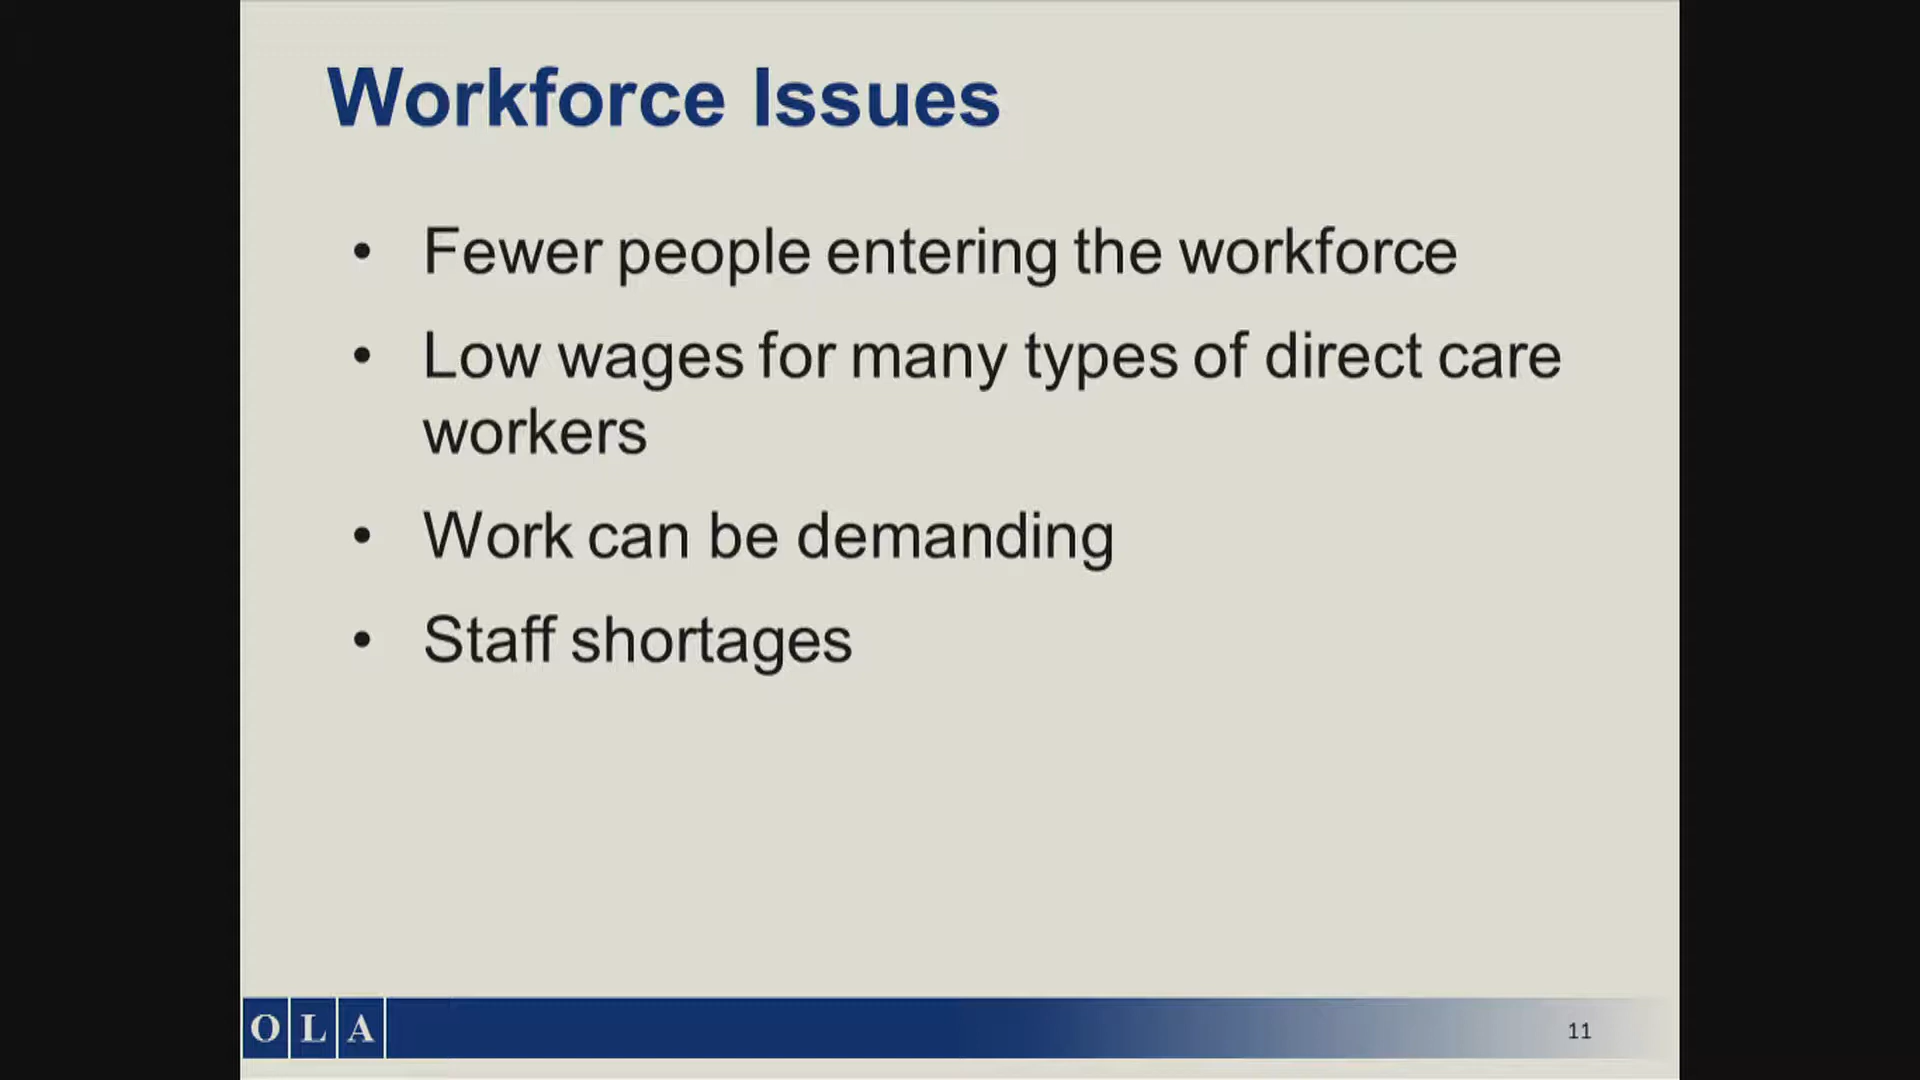 Workforce Issues
• Fewer people entering the workforce
• Low wages for many types of direct care
workers
• Work can be demanding
• Staff shortages
OLA
11